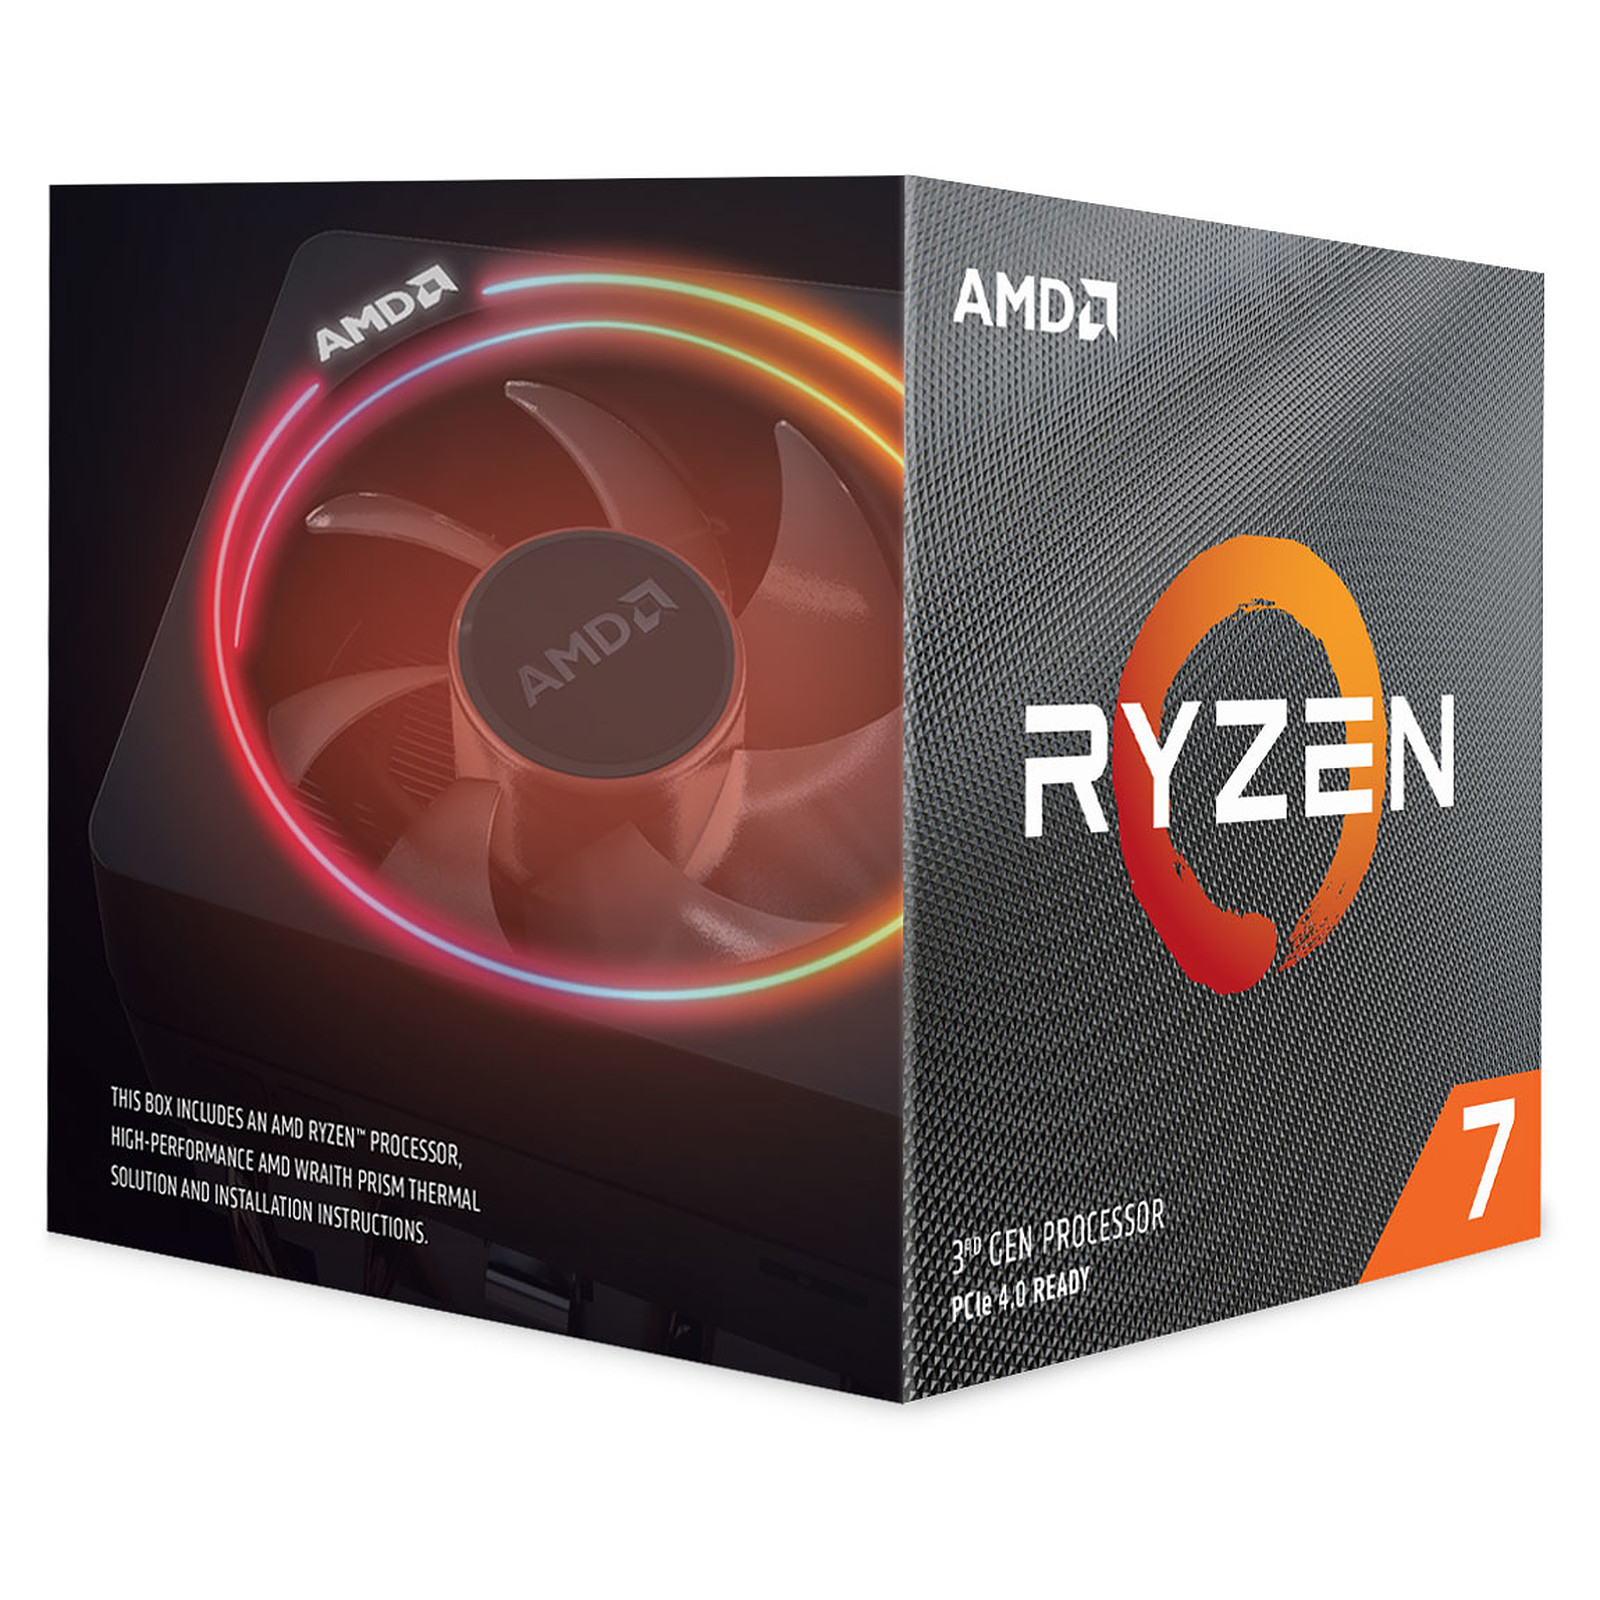 AMD
AMD
THIS BOX INCLUDES AN AMD RYZEN™ PROCESSOR,
HIGH-PERFORMANCE AMD WRAITH PRISM THERMAL
SOLUTION AND INSTALLATION INSTRUCTIONS.
AMD
RYZEN
7
3RD GEN PROCESSOR
PCIe 4.0 READY